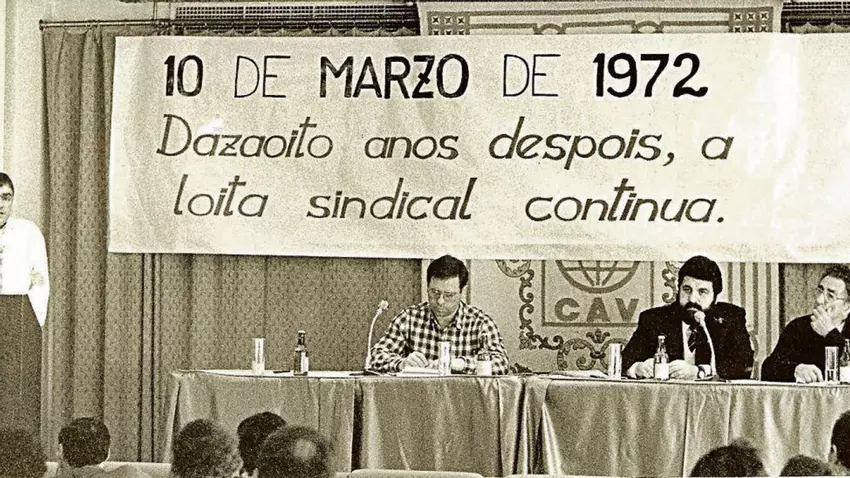 10 DE MARZO DE 1972
Dazaoito anos despois, a
loita sindical continua.
CAV